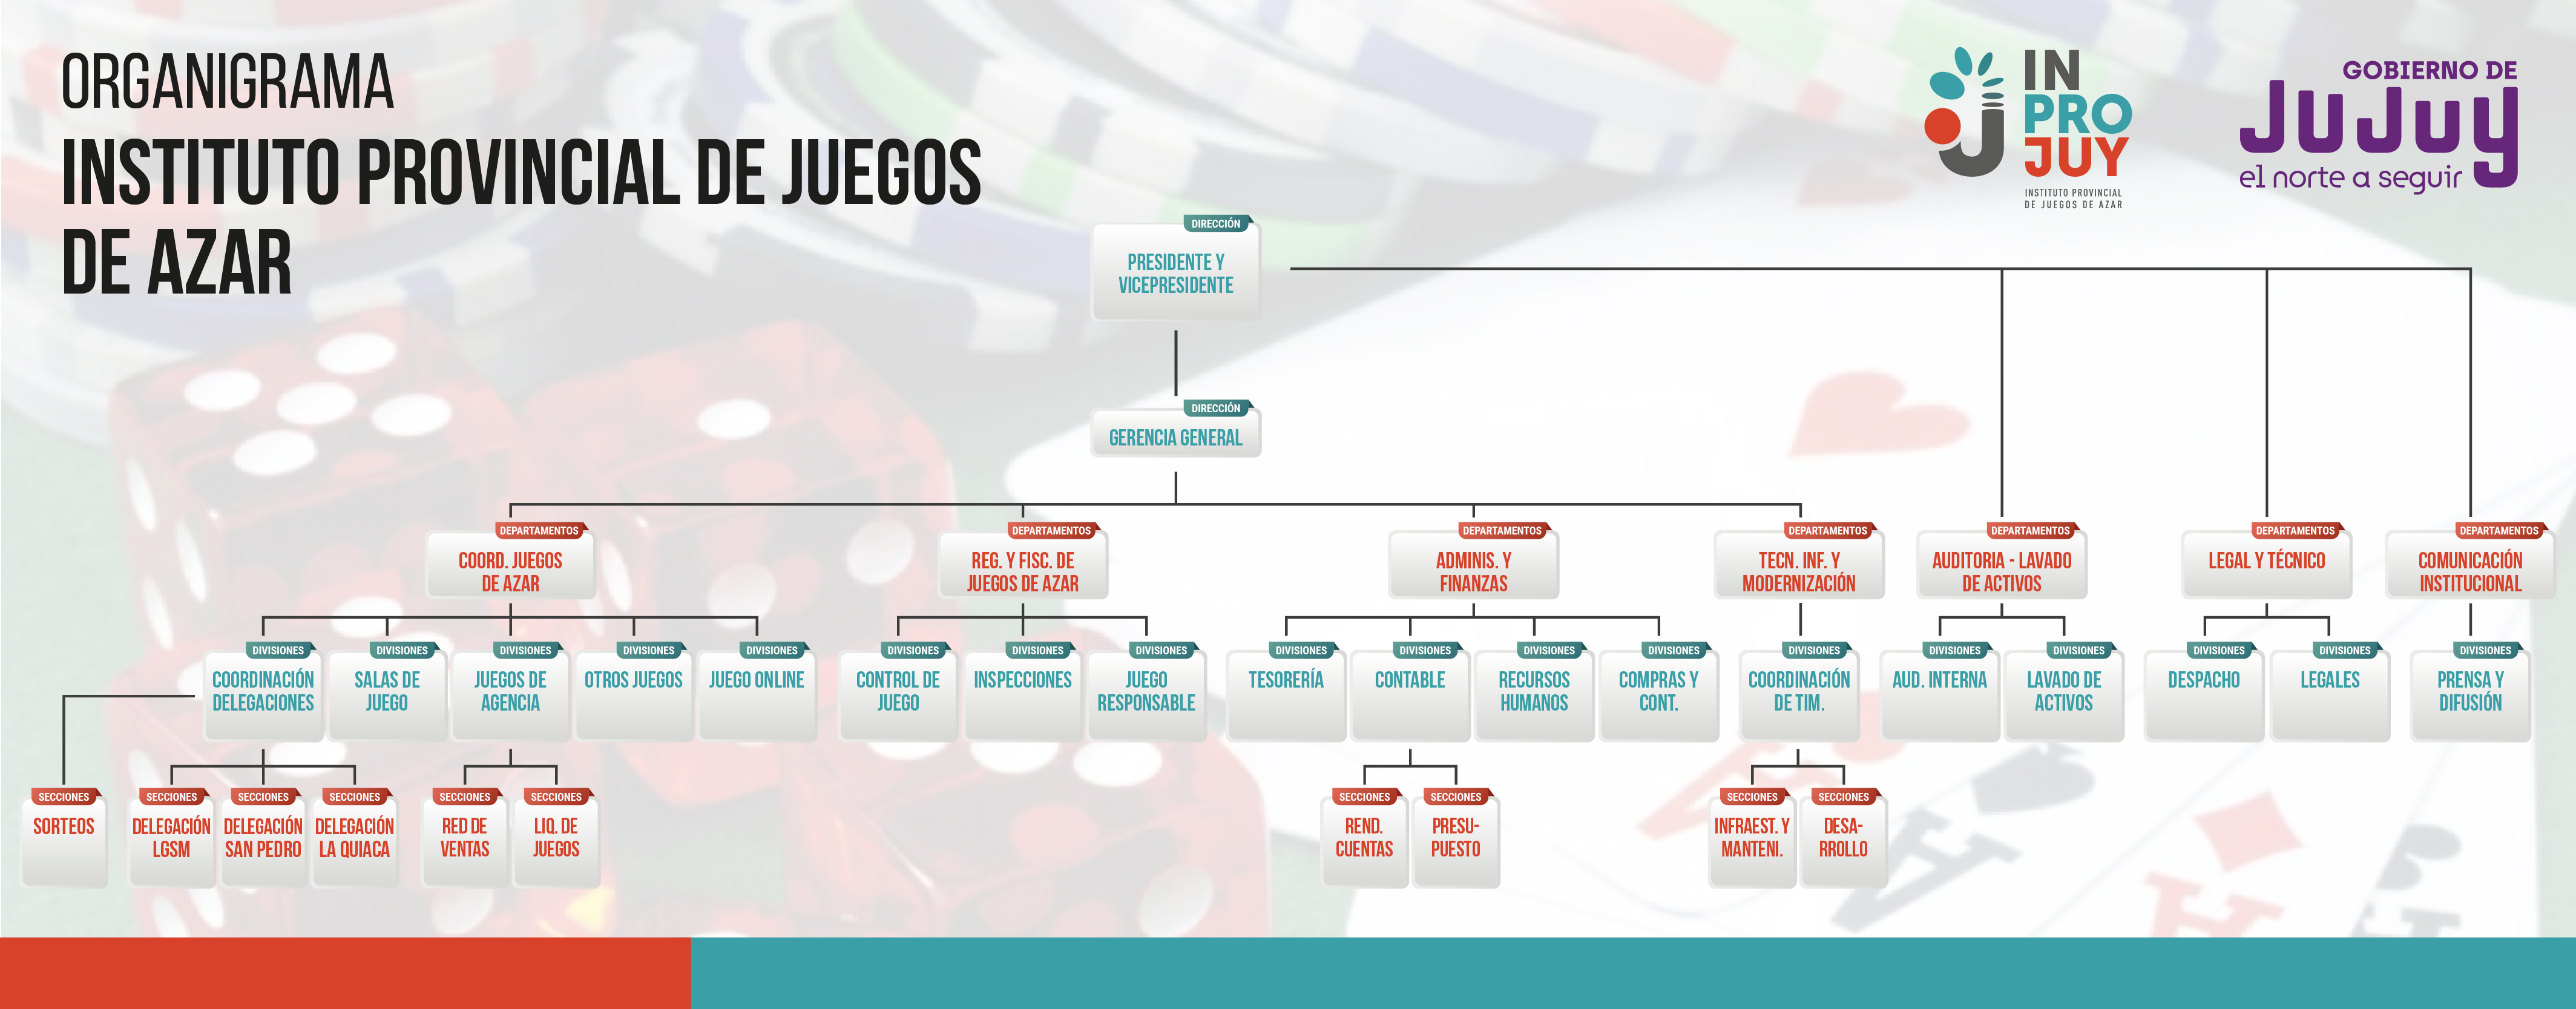 ORGANIGRAMA
INSTITUTO PROVINCIAL DE JUEGOS
DE AZAR
IN
PRO
JUY
INSTITUTO PROVINCIAL
DE JUEGOS DE AZAR
GOBIERNO DE
JUJUY
el norte a seguir
DIRECCIÓN
PRESIDENTE Y
VICEPRESIDENTE
DIRECCIÓN
GERENCIA GENERAL
DEPARTAMENTOS
COORD. JUEGOS
DE AZAR
DEPARTAMENTOS
REG. Y FISC. DE
JUEGOS DE AZAR
DEPARTAMENTOS
ADMINIS. Y
FINANZAS
DEPARTAMENTOS
TECN. INF. Y
MODERNIZACIÓN
DEPARTAMENTOS
AUDITORIA - LAVADO
DE ACTIVOS
DEPARTAMENTOS
LEGAL Y TÉCNICO
DEPARTAMENTOS
COMUNICACIÓN
INSTITUCIONAL
DIVISIONES
COORDINACIÓN
DELEGACIONES
DIVISIONES
SALAS DE
JUEGO
DIVISIONES
JUEGOS DE
AGENCIA
DIVISIONES
OTROS JUEGOS
DIVISIONES
JUEGO ONLINE
DIVISIONES
CONTROL DE
JUEGO
DIVISIONES
INSPECCIONES
DIVISIONES
JUEGO
RESPONSABLE
DIVISIONES
TESORERÍA
DIVISIONES
CONTABLE
DIVISIONES
RECURSOS
HUMANOS
DIVISIONES
COMPRAS Y
CONT.
DIVISIONES
COORDINACIÓN
DE TIM.
DIVISIONES
AUD. INTERNA
DIVISIONES
LAVADO DE
ACTIVOS
DIVISIONES
DESPACHO
DIVISIONES
LEGALES
DIVISIONES
PRENSA Y
DIFUSIÓN
SECCIONES
SORTEOS
SECCIONES
DELEGACIÓN
LGSM
SECCIONES
DELEGACIÓN
SAN PEDRO
SECCIONES
DELEGACIÓN
LA QUIACA
SECCIONES
RED DE
VENTAS
SECCIONES
LIQ. DE
JUEGOS
SECCIONES
REND.
CUENTAS
SECCIONES
PRESU-
PUESTO
SECCIONES
INFRAEST. Y
MANTENI.
SECCIONES
DESA-
RROLLO